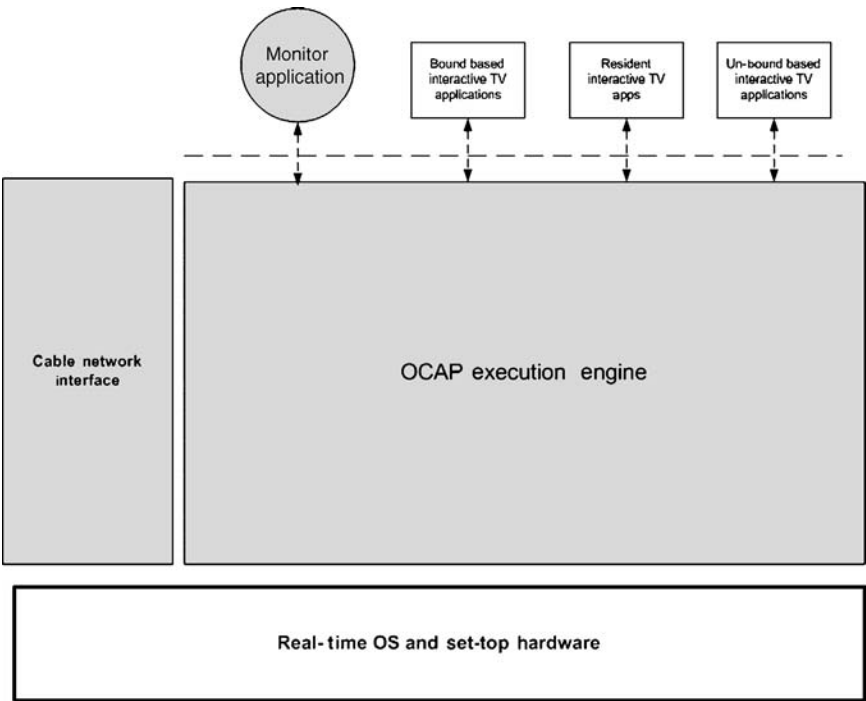 Monitor
application
Bound based
interactive TV
applications
Resident
interactive TV
apps
Un-bound based
interactive TV
applications
Cable network
interface
OCAP execution engine
Real-time OS and set-top hardware